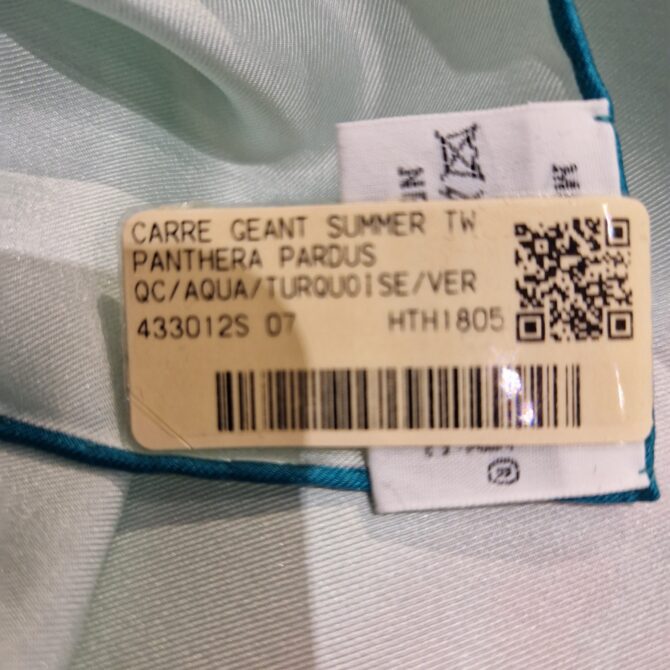 CARRE GEANT SUMMER TW
PANTHERA PARDUS
QC/AQUA/TURQUOISE/VER
433012S 07 HTH1805